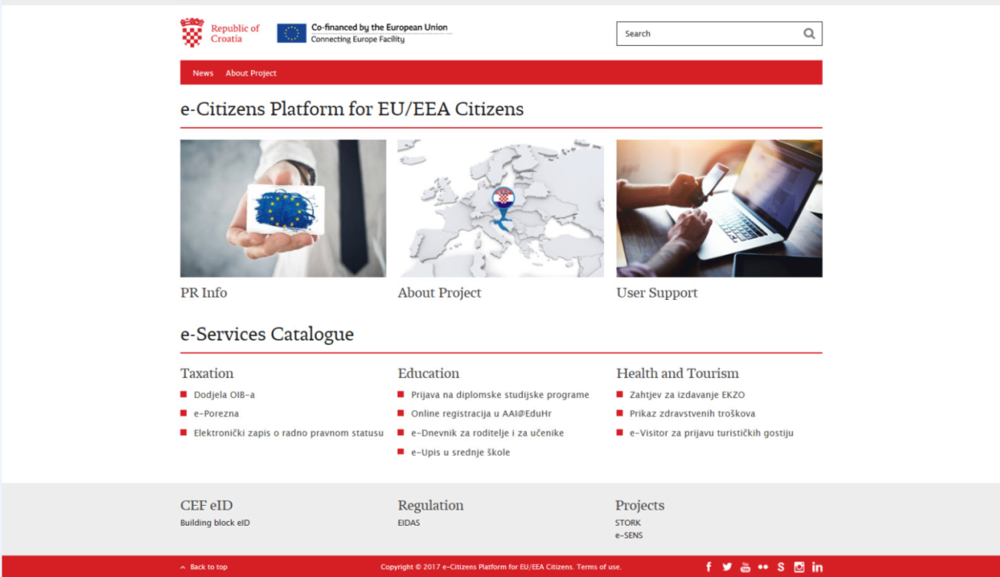 Republic of
Croatia
Co-financed by the European Union
Connecting Europe Facility
Search
News About Project
e-Citizens Platform for EU/EEA Citizens
PR Info
About Project
User Support
e-Services Catalogue
Taxation
Dodjela OIB-a
e-Porezna
Elektronički zapis o radno pravnom statusu
Education
Prijava na diplomske studijske programe
Online registracija u AAI@EduHr
e-Dnevnik za roditelje i za učenike
e-Upis u srednje škole
Health and Tourism
Zahtjev za izdavanje EKZO
Prikaz zdravstvenih troškova
e-Visitor za prijavu turističkih gostiju
CEF eID
Building block eID
Regulation
EIDAS
Projects
STORK
e-SENS
Back to top
Copyright © 2017 e-Citizens Platform for EU/EEA Citizens. Terms of use.